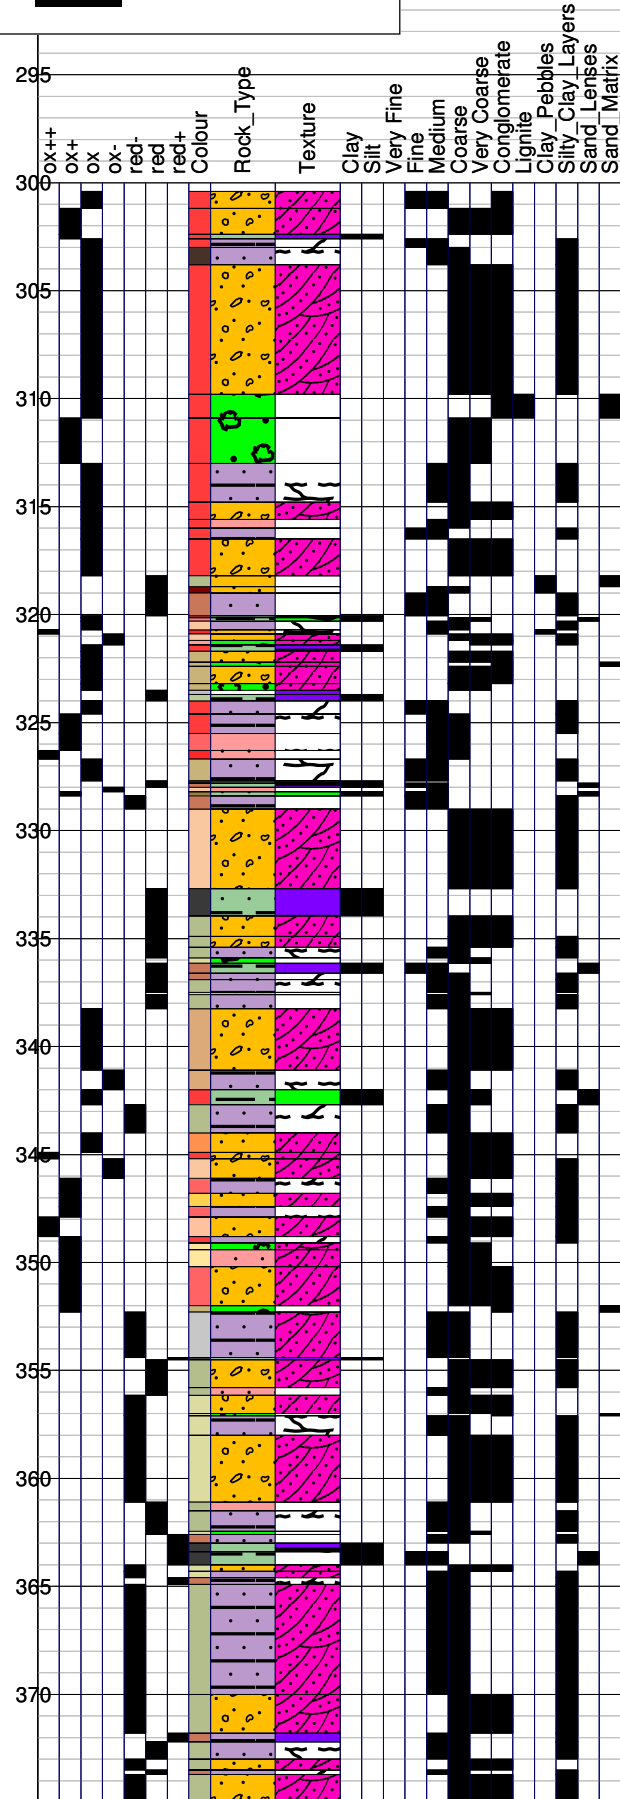 295
ox++
ox+
ox
ox-
red-
red
red+
Colour
Rock_Type
Texture
Clay
Silt
Very Fine
Fine
Medium
Coarse
Very Coarse
Conglomerate
Lignite
Clay_Pebbles
Silty_Clay_Layers
Sand_Lenses
Sand_Matrix
300
305
310
315
320
325
330
335
340
345
350
355
360
365
370